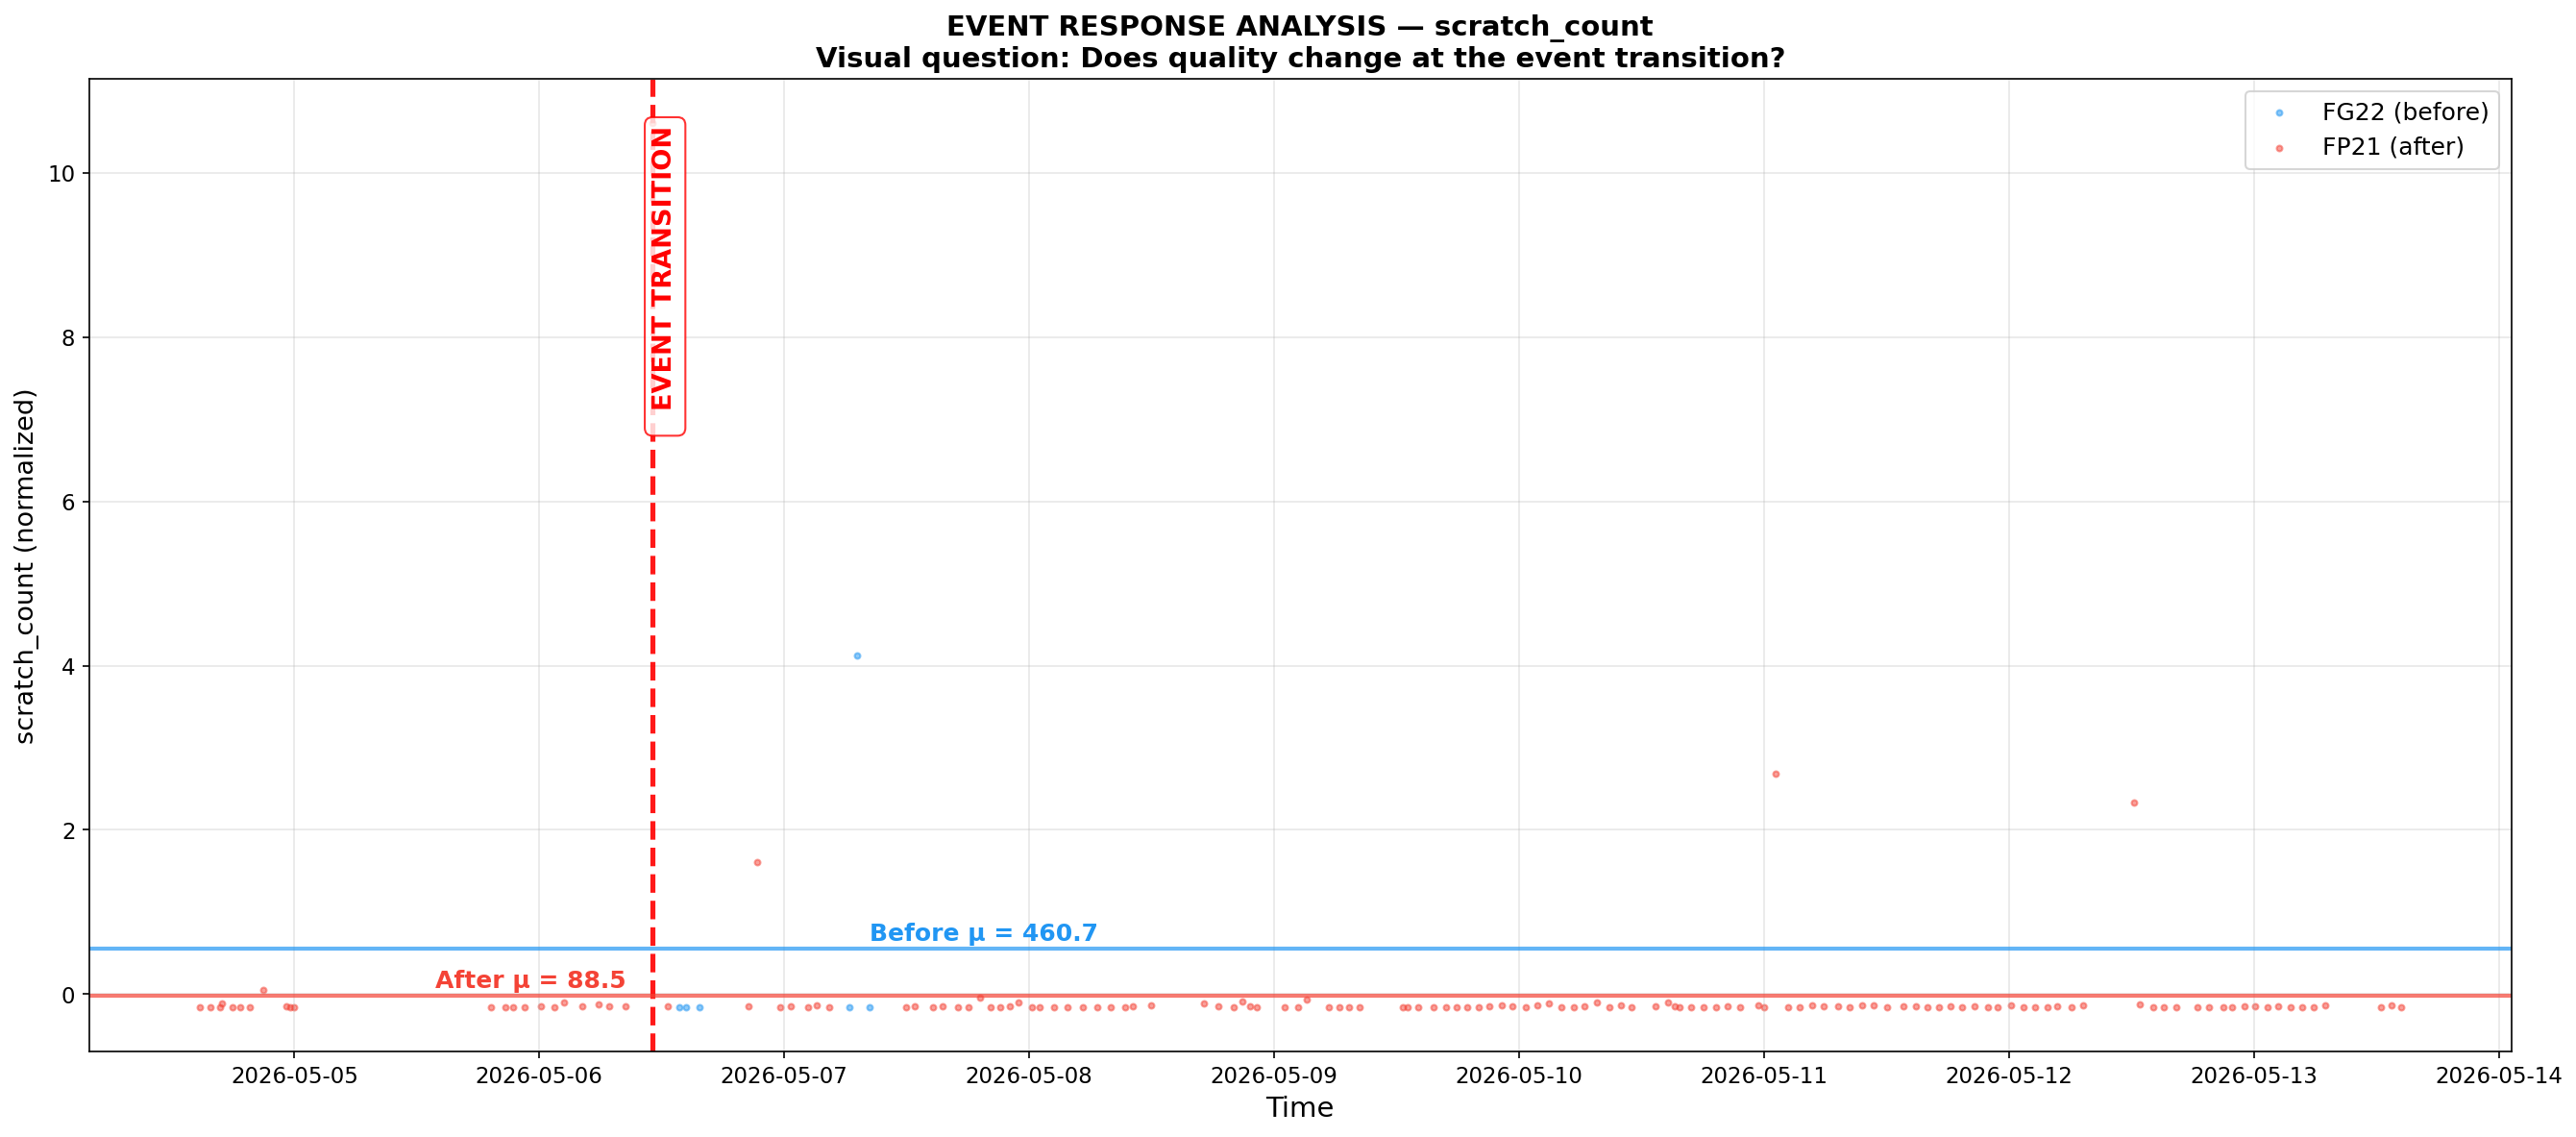 EVENT RESPONSE ANALYSIS — scratch_count
Visual question: Does quality change at the event transition?
FG22 (before)
FP21 (after)
EVENT TRANSITION
scratch_count (normalized)
10
8
6
4
2
0
Before μ = 460.7
After μ = 88.5
2026-05-05
2026-05-06
2026-05-07
2026-05-08
2026-05-09
2026-05-10
2026-05-11
2026-05-12
2026-05-13
2026-05-14
Time